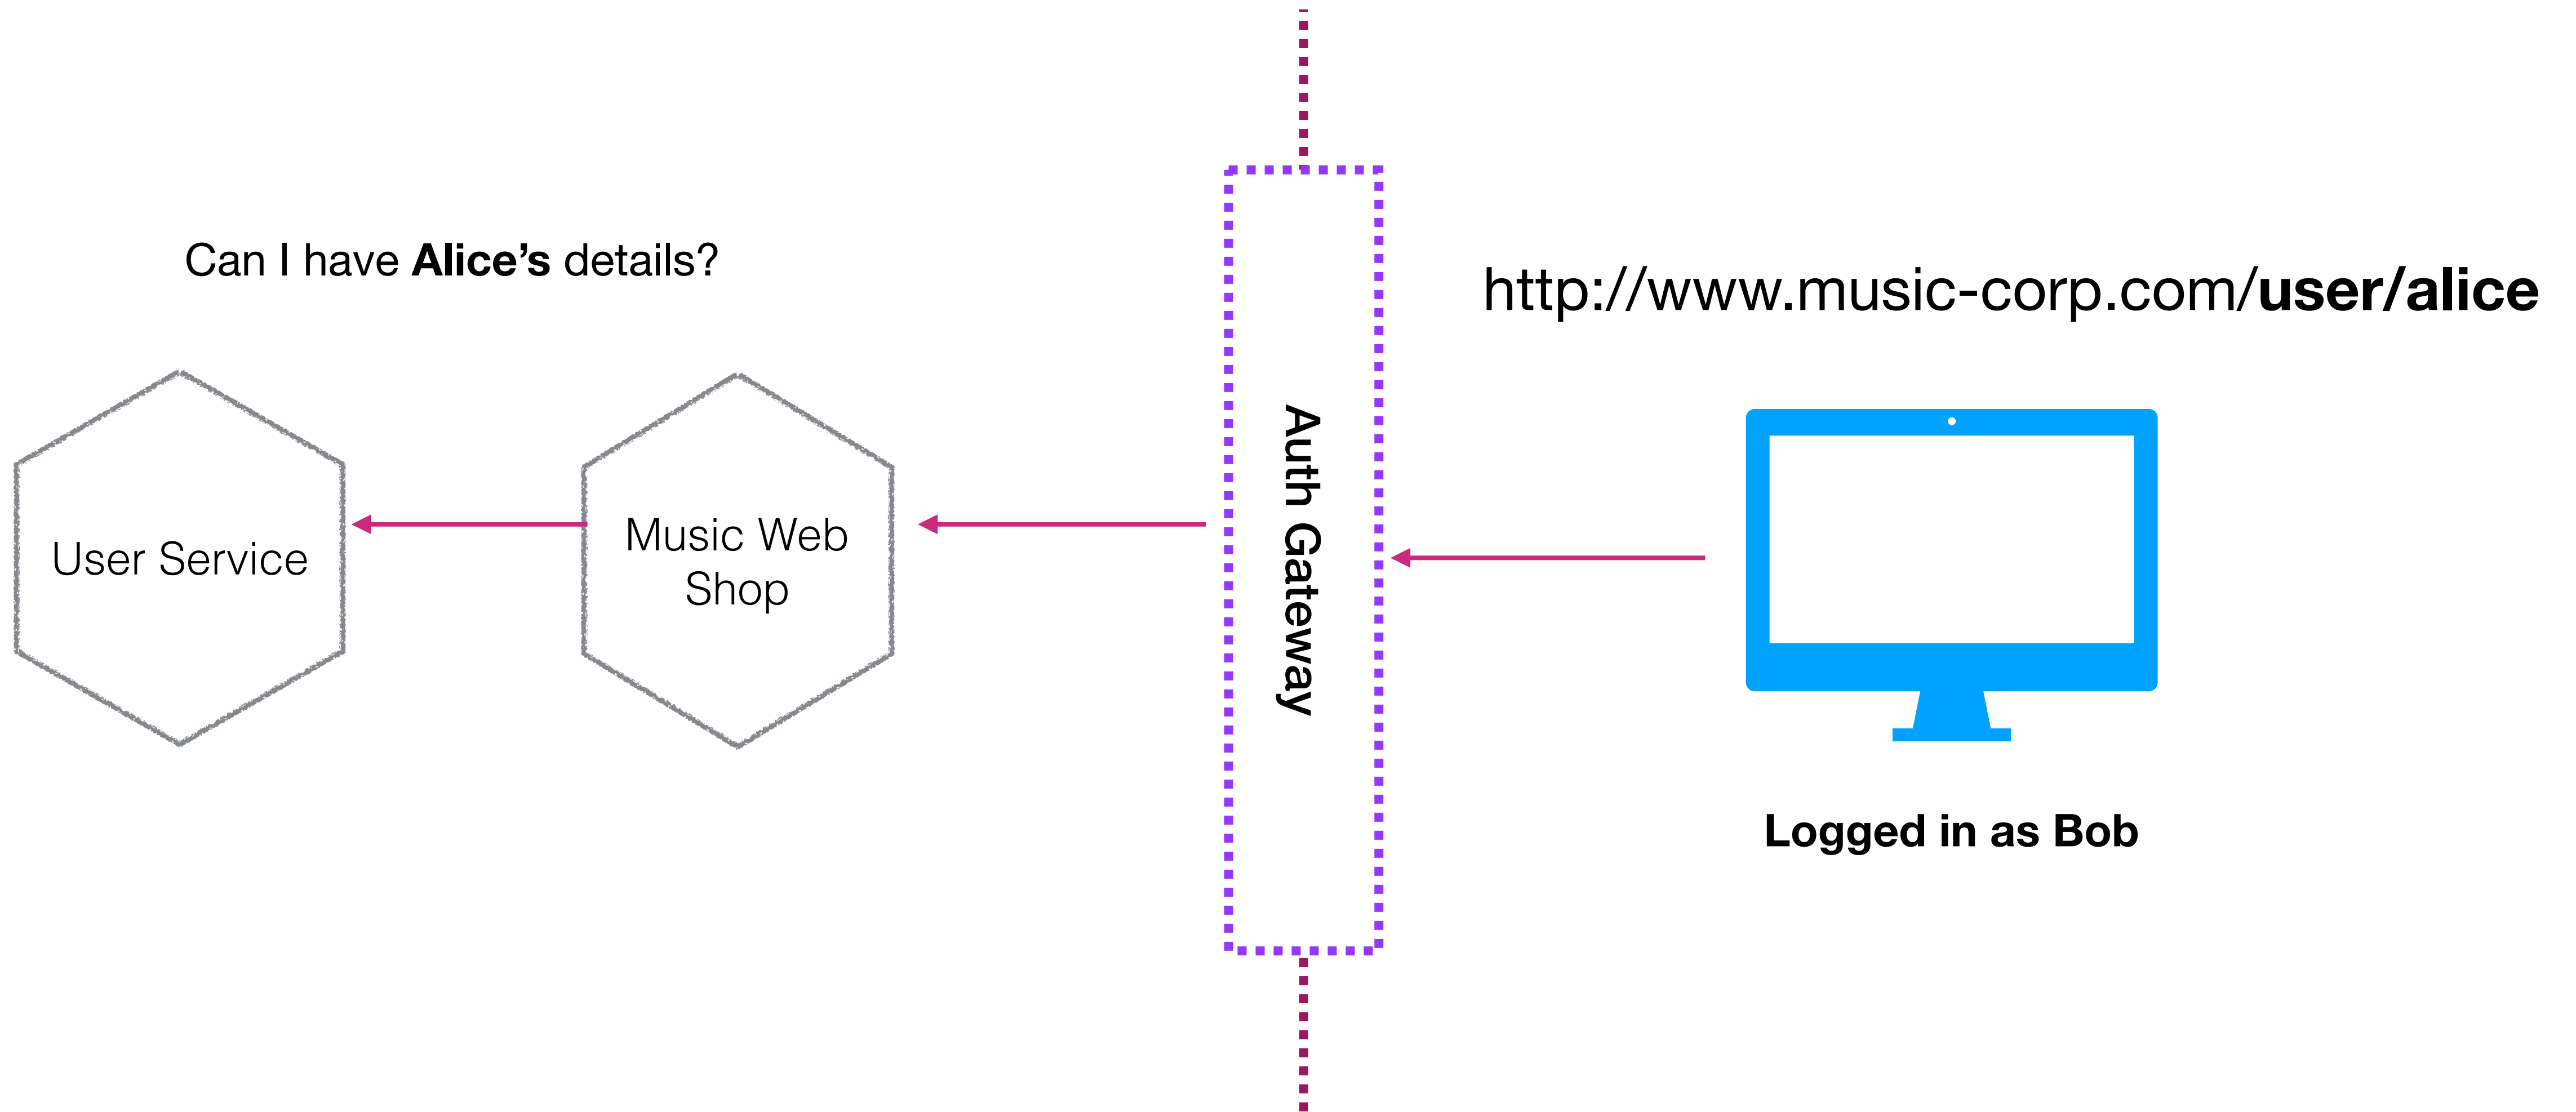 Can I have Alice’s details?
http://www.music-corp.com/user/alice
User Service
Music Web
Shop
Auth Gateway
Logged in as Bob